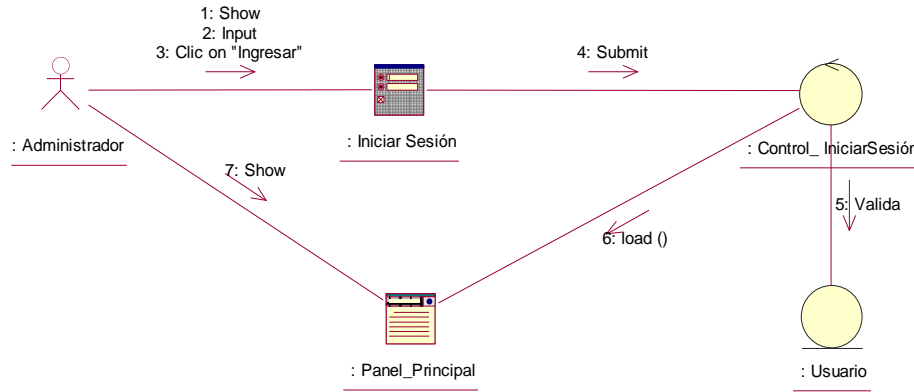 1: Show
2: Input
3: Clic on "Ingresar"
4: Submit
: Administrador
: Iniciar Sesión
: Control_ IniciarSesión
7: Show
5: Valida
6: load ()
: Panel_Principal
: Usuario